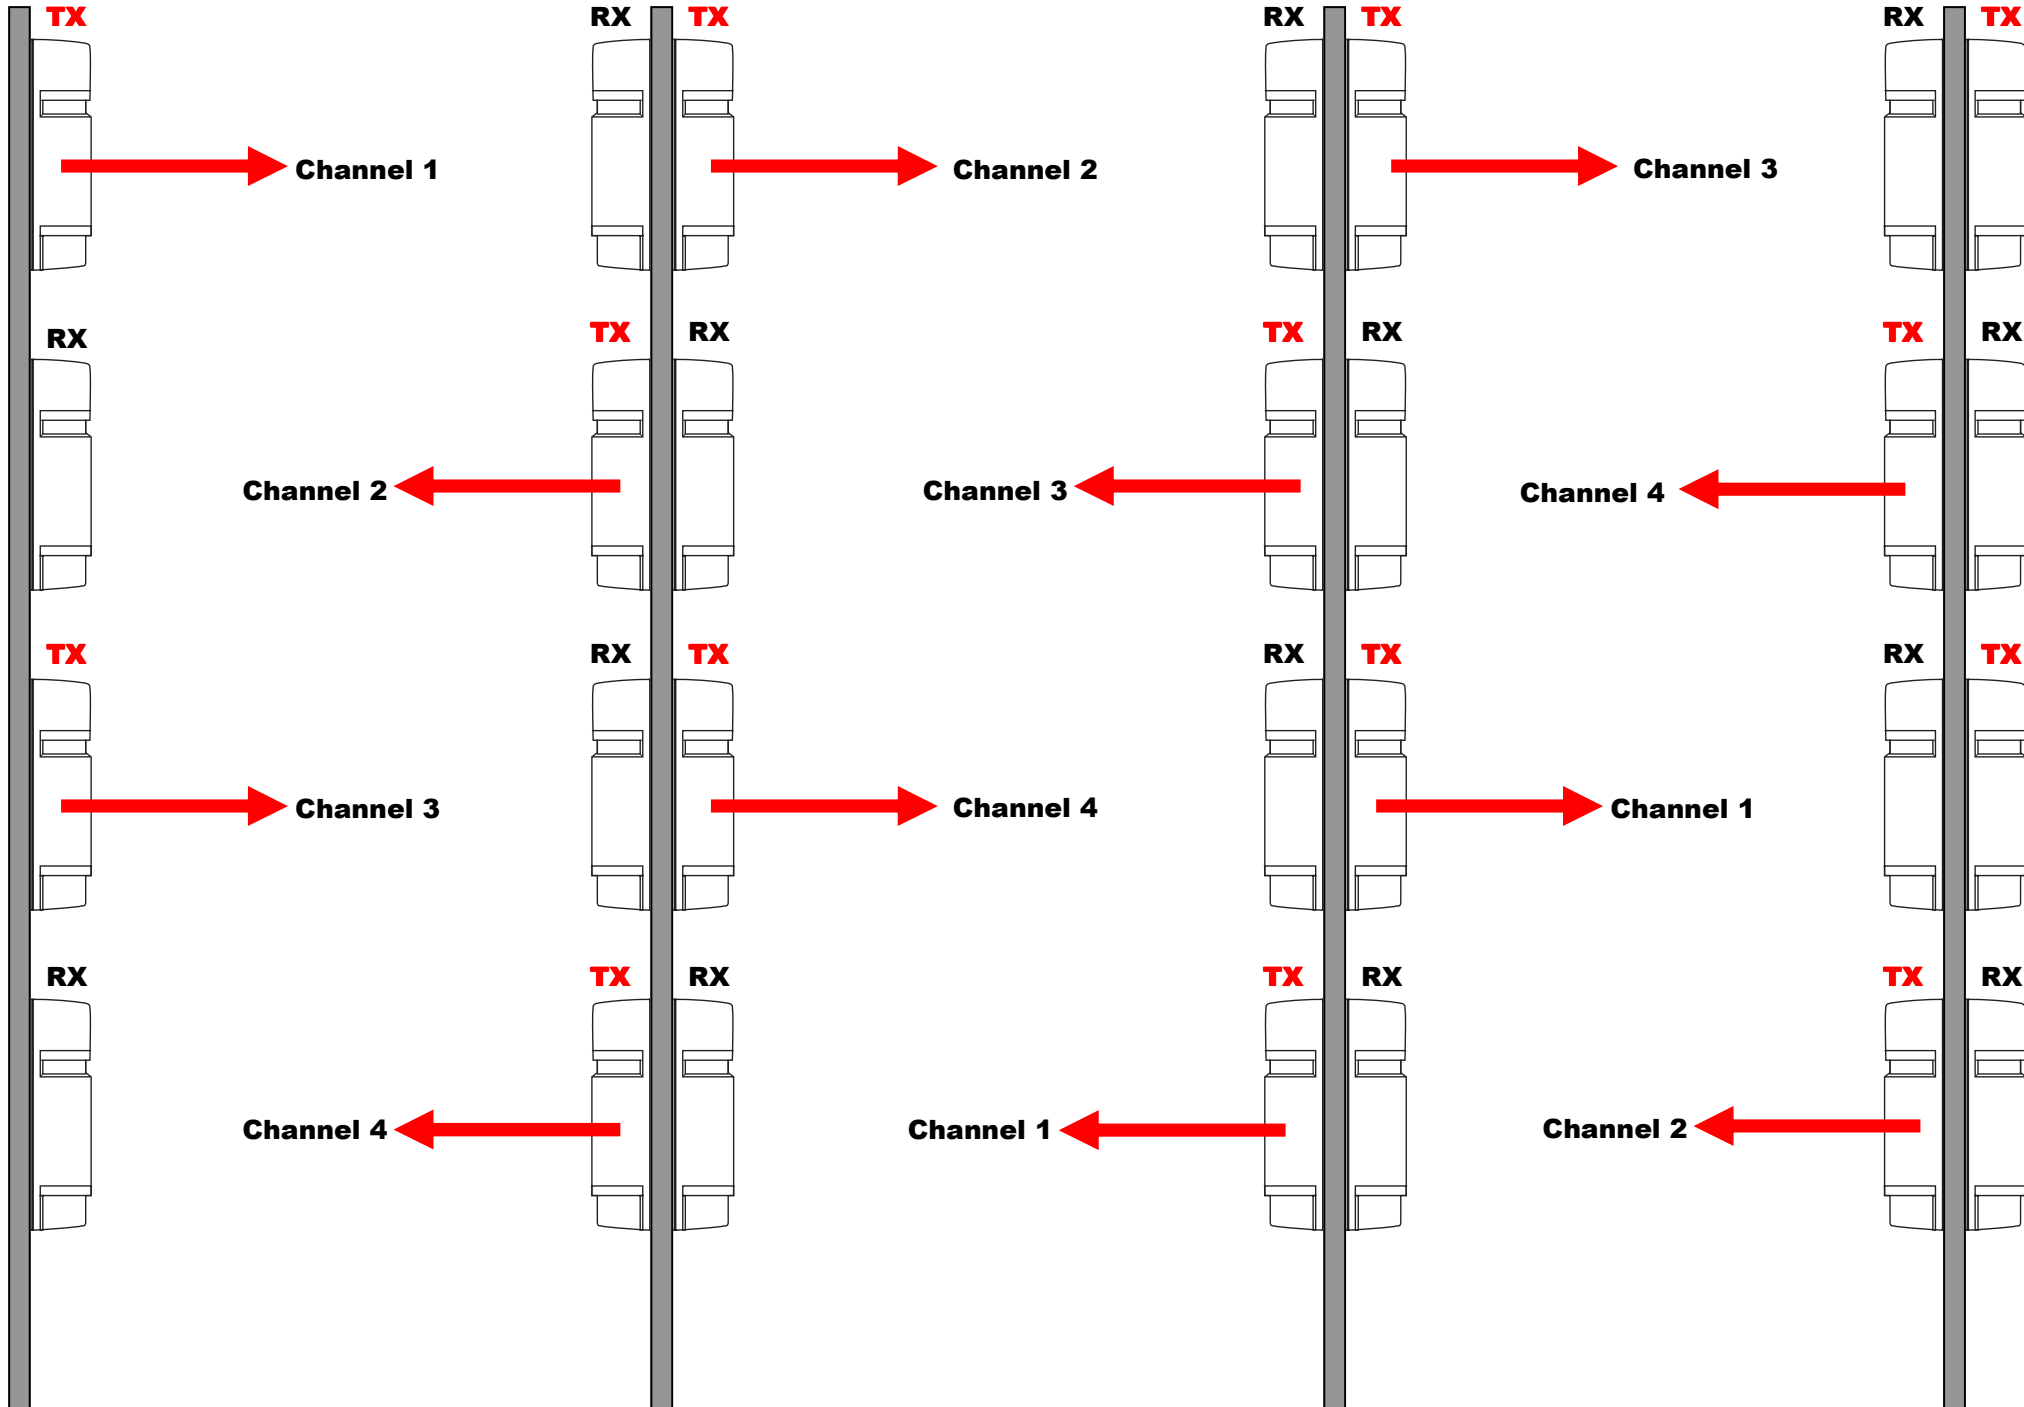 TX RX TX RX TX RX TX
Channel 1 Channel 2 Channel 3
RX TX RX TX RX TX RX
Channel 2 Channel 3 Channel 4
TX RX TX RX TX RX TX
Channel 3 Channel 4 Channel 1
RX TX RX TX RX TX RX
Channel 4 Channel 1 Channel 2